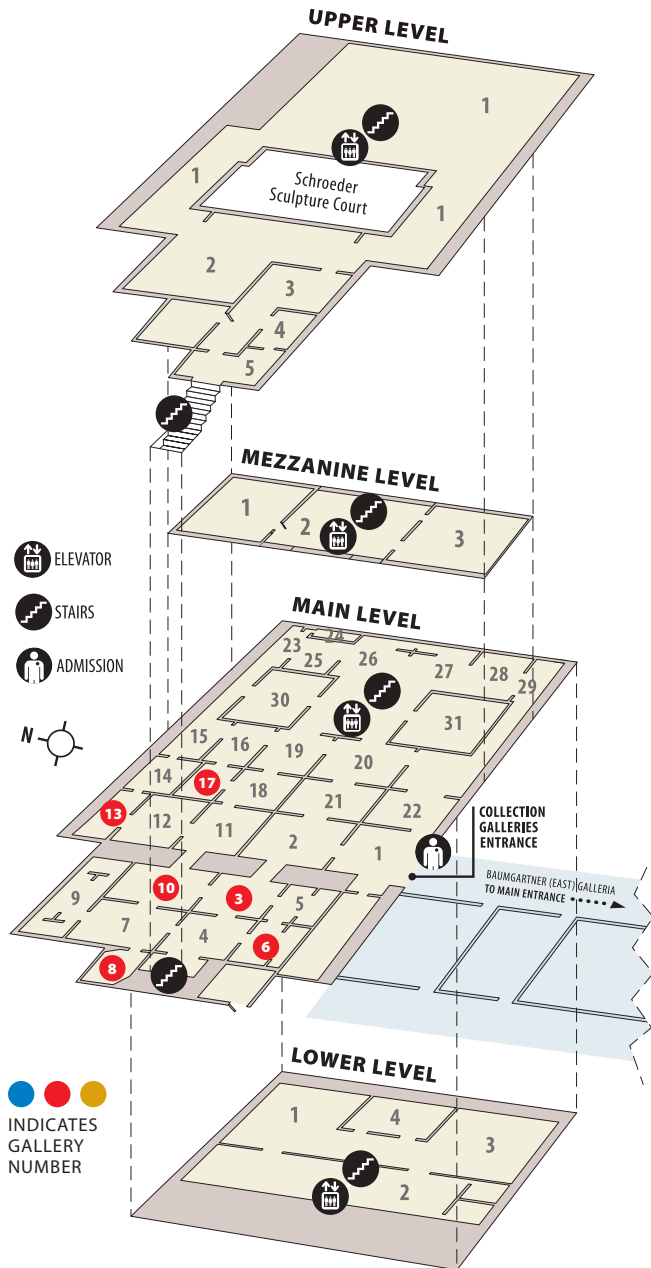 UPPER LEVEL
1
1
Schroeder
Sculpture Court
1
2
3
4
5
MEZZANINE LEVEL
1
2
3
ELEVATOR
STAIRS
ADMISSION
N
MAIN LEVEL
24
23
25
26
27
28
29
30
31
15
16
19
20
14
17
18
21
22
13
12
11
2
1
COLLECTION
GALLERIES
ENTRANCE
BAUMGARTNER (EAST) GALLERIA
TO MAIN ENTRANCE
9
10
3
5
7
4
6
8
LOWER LEVEL
1
4
3
2
INDICATES
GALLERY
NUMBER